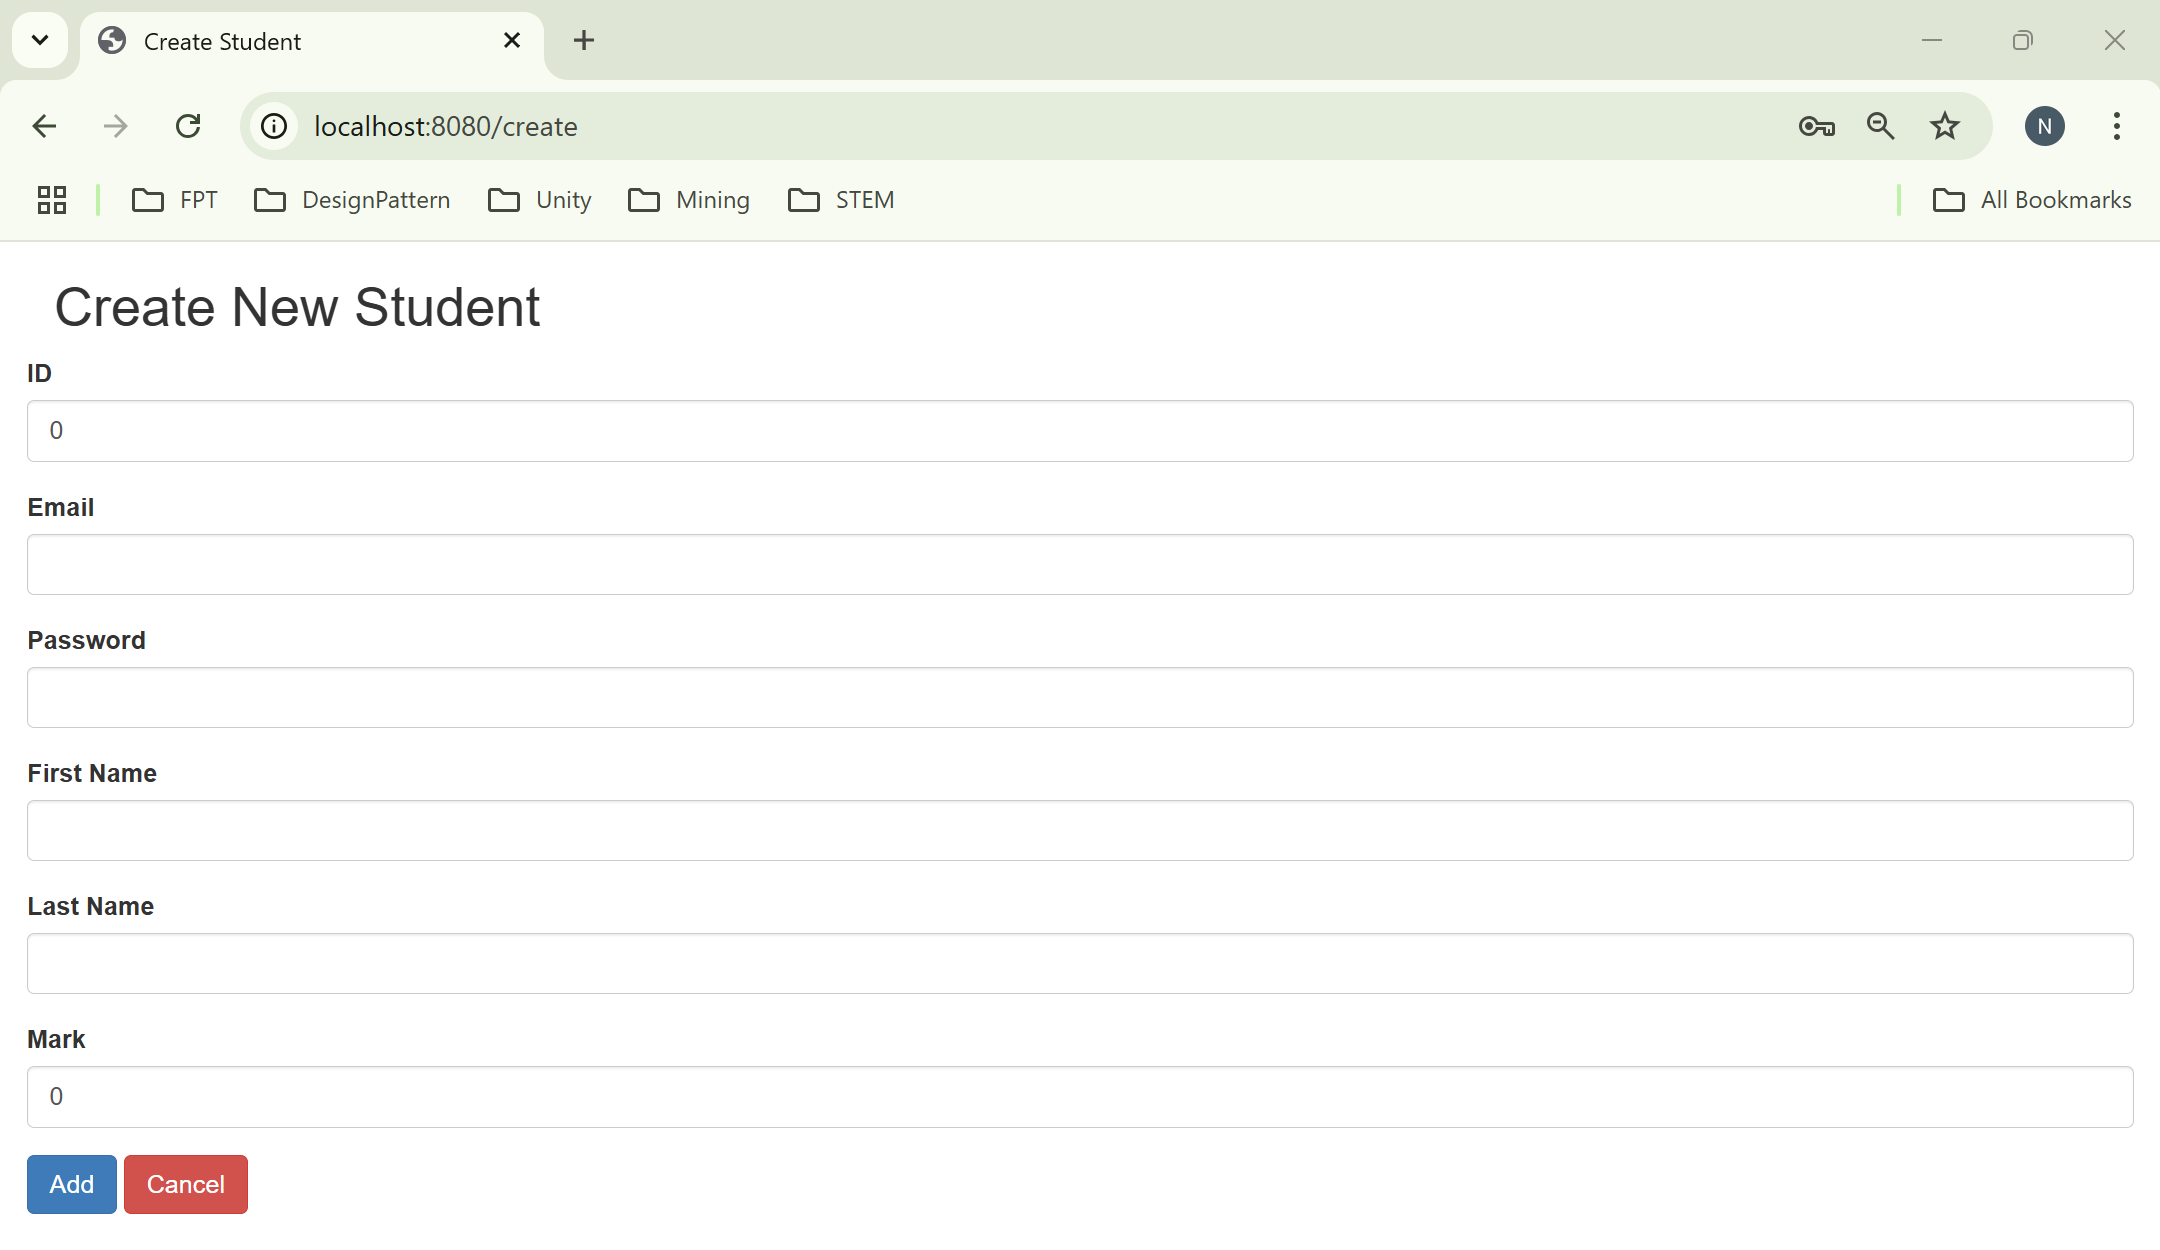 Create Student
localhost:8080/create
N
FPT
DesignPattern
Unity
Mining
STEM
All Bookmarks
Create New Student
ID
0
Email
Password
First Name
Last Name
Mark
0
Add
Cancel